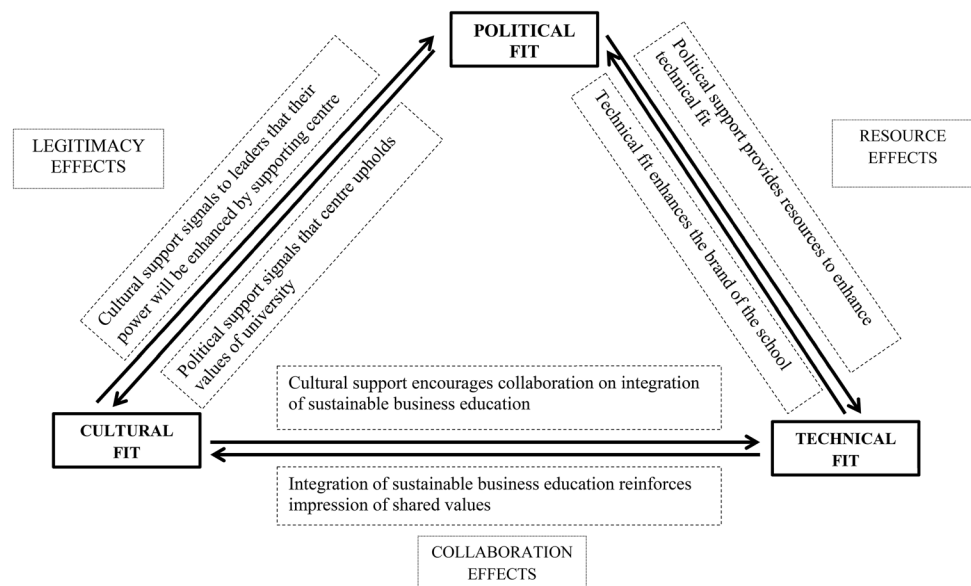 POLITICAL
FIT
Cultural support signals to leaders that their
power will be enhanced by supporting centre
Political support signals that centre upholds
values of university
Political support provides resources to enhance
technical fit
Technical fit enhances the brand of the school
LEGITIMACY
EFFECTS
RESOURCE
EFFECTS
Cultural support encourages collaboration on integration
of sustainable business education
CULTURAL
FIT
TECHNICAL
FIT
Integration of sustainable business education reinforces
impression of shared values
COLLABORATION
EFFECTS